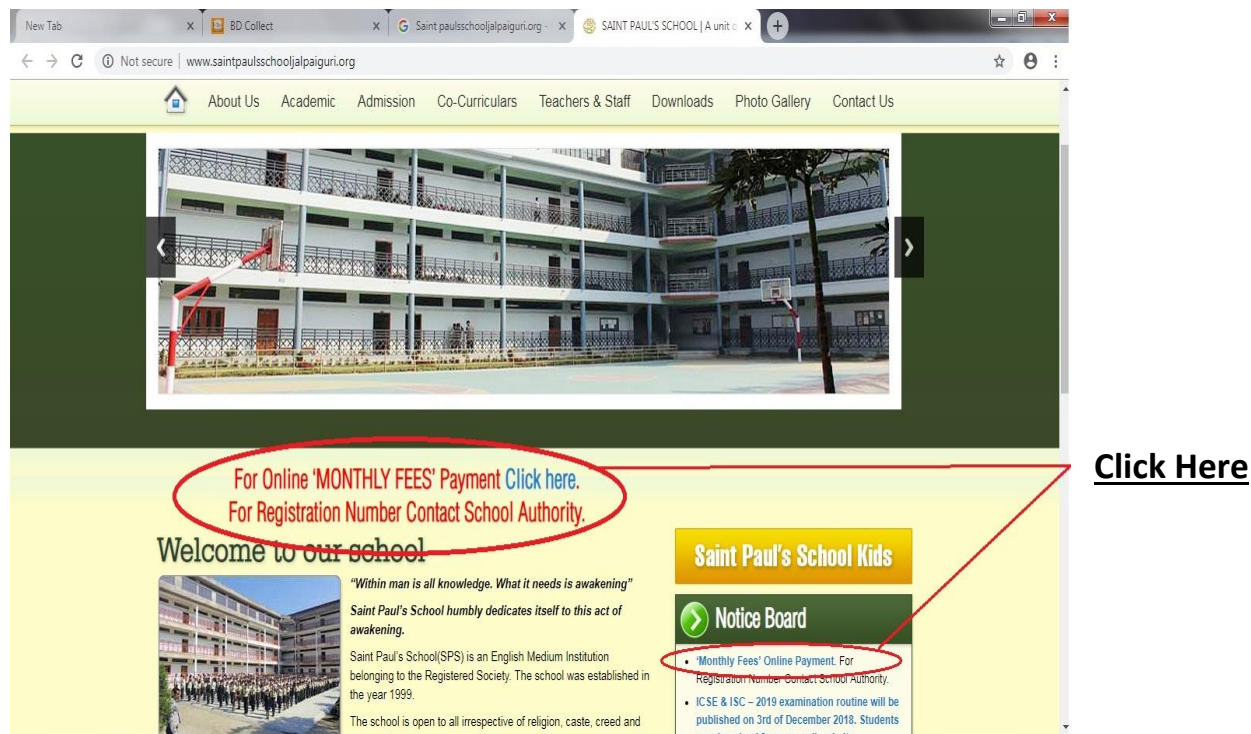 New Tab
BD Collect
Saint paulsschooljalpaiguri.org -
SAINT PAUL'S SCHOOL | A unit o
Not secure | www.saintpaulsschooljalpaiguri.org
About Us Academic Admission Co-Curriculars Teachers & Staff Downloads Photo Gallery Contact Us
For Online 'MONTHLY FEES' Payment Click here.
For Registration Number Contact School Authority.
Click Here
Welcome to our school
"Within man is all knowledge. What it needs is awakening"
Saint Paul's School humbly dedicates itself to this act of
awakening.
Saint Paul's School(SPS) is an English Medium Institution
belonging to the Registered Society. The school was established in
the year 1999.
The school is open to all irrespective of religion, caste, creed and
Saint Paul's School Kids
Notice Board
'Monthly Fees' Online Payment. For
Registration Number Contact School Authority.
ICSE & ISC – 2019 examination routine will be
published on 3rd of December 2018. Students